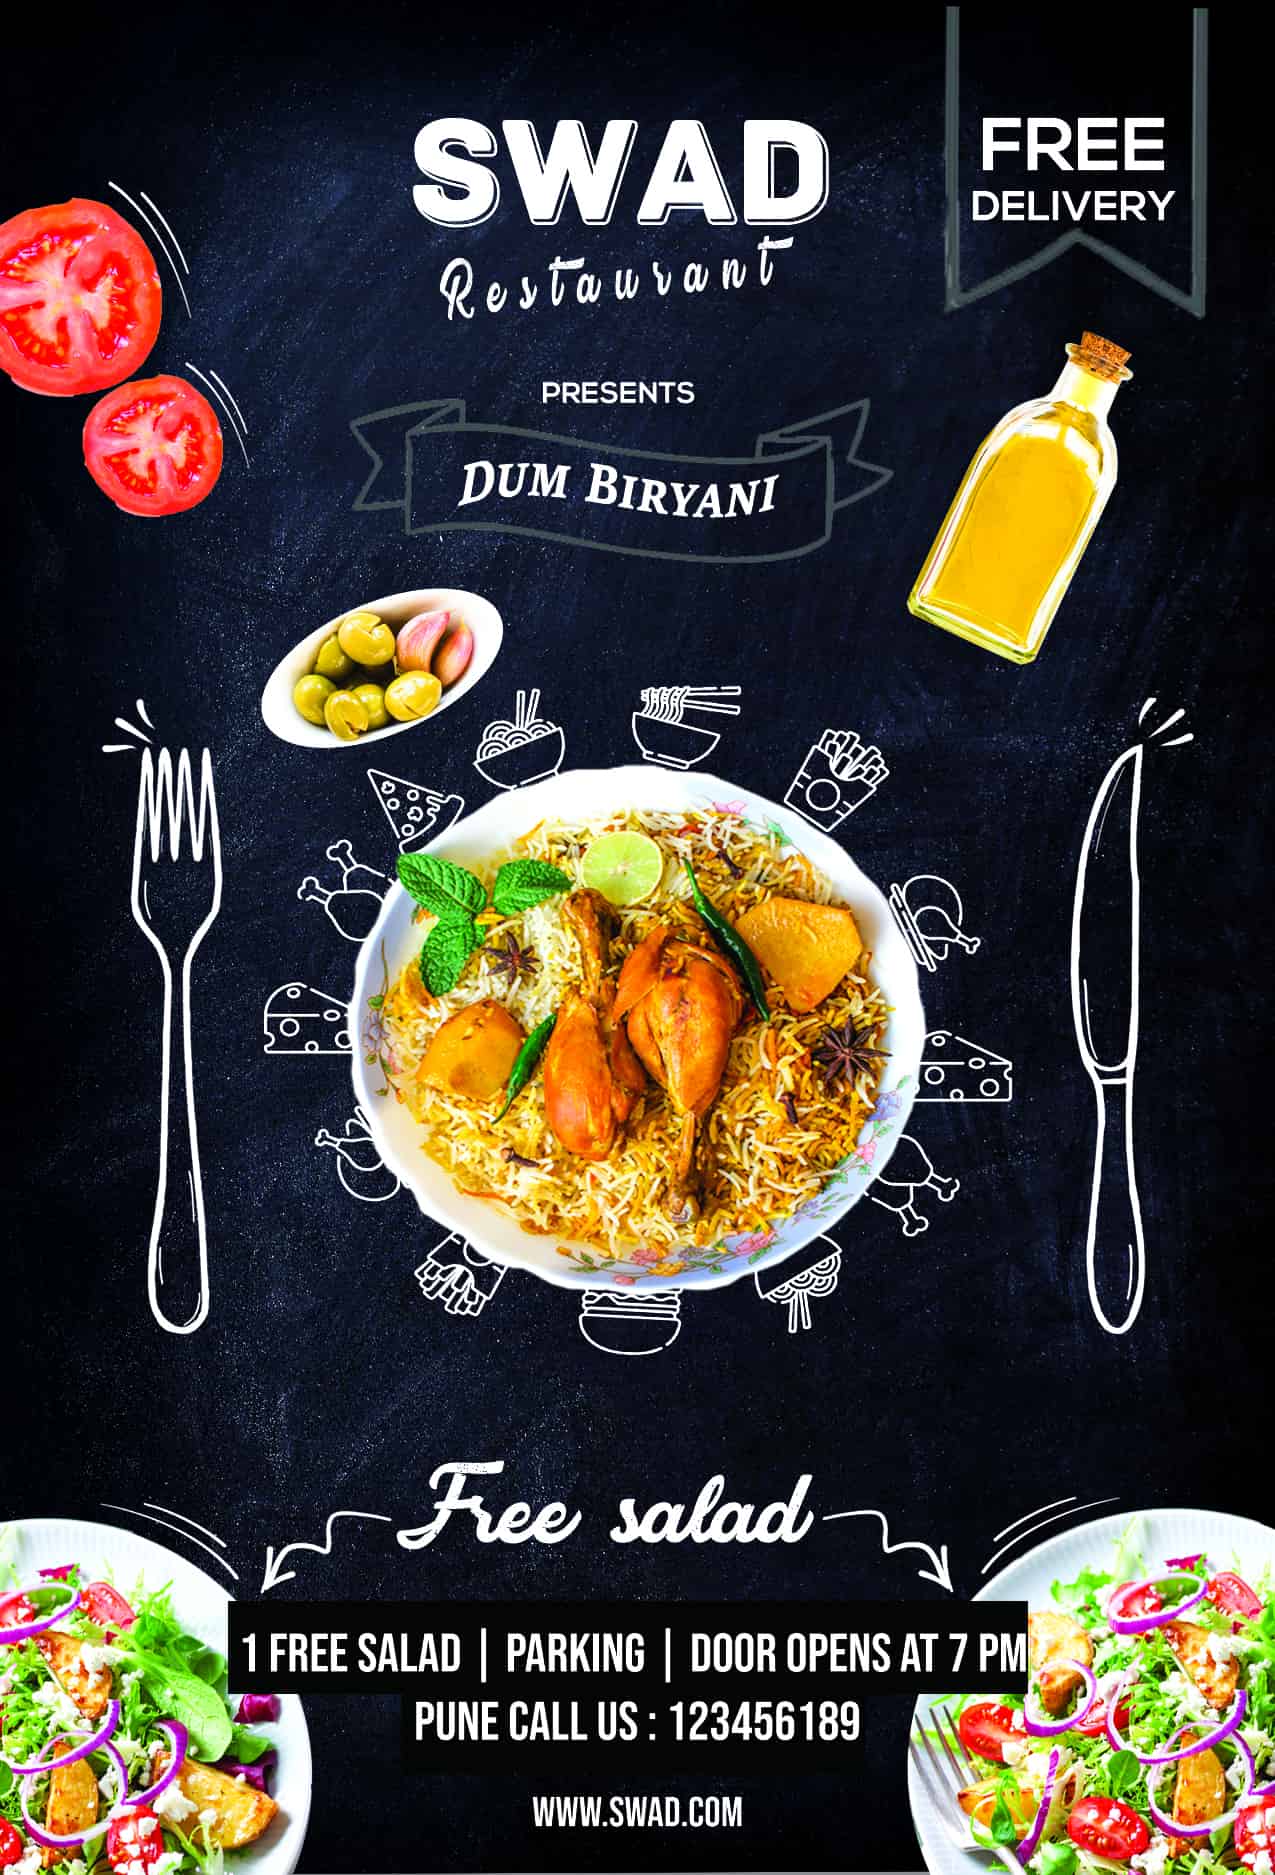 SWAD
Restaurant
FREE
DELIVERY
PRESENTS
DUM BIRYANI
Free salad
1 FREE SALAD | PARKING | DOOR OPENS AT 7 PM
PUNE CALL US : 123456189
WWW.SWAD.COM